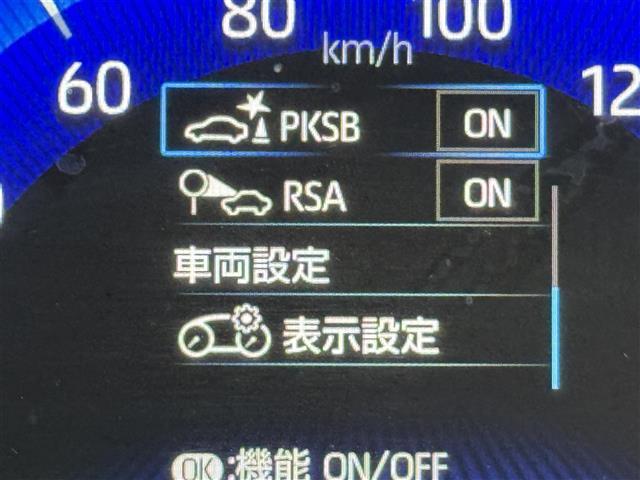 80 100
km/h
60 12
PKSB ON
RSA ON
車両設定
表示設定
OK :機能 ON/OFF